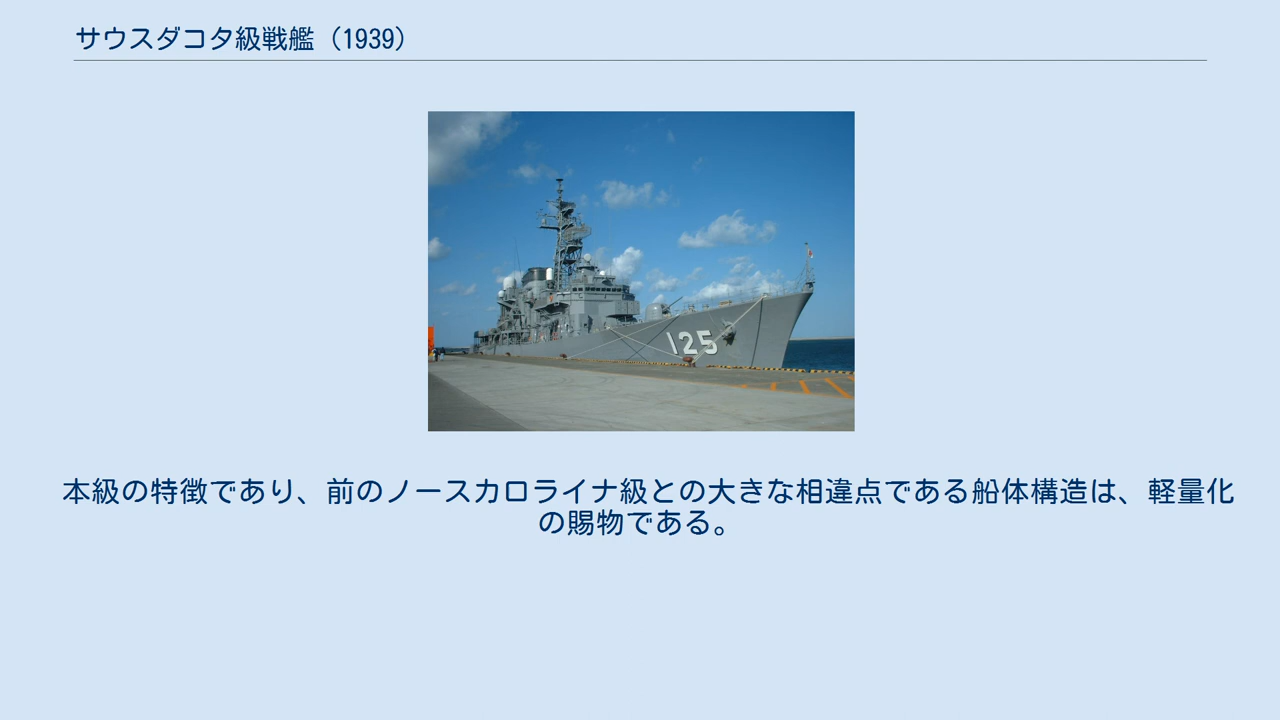 サウスダコタ級戦艦（1939）
125
本級の特徴であり、前のノースカロライナ級との大きな相違点である船体構造は、軽量化
の賜物である。